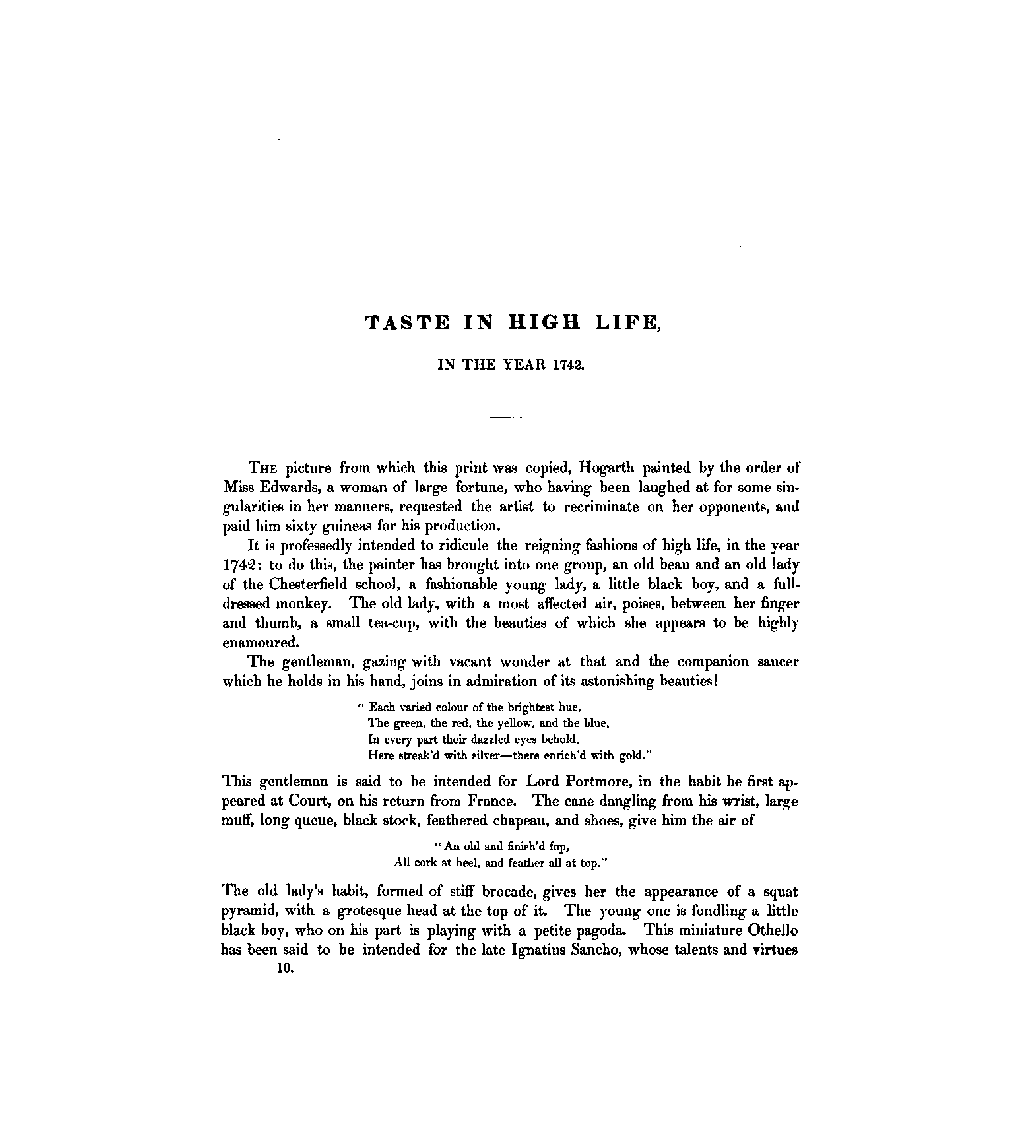 TASTE IN HIGH LIFE,
IN THE YEAR 1742.
THE picture from which this print was copied, Hogarth painted by the order of
Miss Edwards, a woman of large fortune, who having been laughed at for some sin-
gularities in her manners, requested the artist to recriminate on her opponents, and
paid him sixty guineas for his production.
It is professedly intended to ridicule the reigning fashions of high life, in the year
1742: to do this, the painter has brought into one group, an old beau and an old lady
of the Chesterfield school, a fashionable young lady, a little black boy, and a full-
dressed monkey. The old lady, with a most affected air, poises, between her finger
and thumb, a small tea-cup, with the beauties of which she appears to be highly
enamoured.
The gentleman, gazing with vacant wonder at that and the companion saucer
which he holds in his hand, joins in admiration of its astonishing beauties!
" Each varied colour of the brightest hue,
The green, the red, the yellow, and the blue,
In every part their dazzled eyes behold,
Here streak'd with silver—there enrich'd with gold."
This gentleman is said to be intended for Lord Portmore, in the habit he first ap-
peared at Court, on his return from France. The cane dangling from his wrist, large
muff, long queue, black stock, feathered chapeau, and shoes, give him the air of
"An old and finish'd fop,
All cork at heel, and feather all at top."
The old lady's habit, formed of stiff brocade, gives her the appearance of a squat
pyramid, with a grotesque head at the top of it. The young one is fondling a little
black boy, who on his part is playing with a petite pagoda. This miniature Othello
has been said to be intended for the late Ignatius Sancho, whose talents and virtues
10.